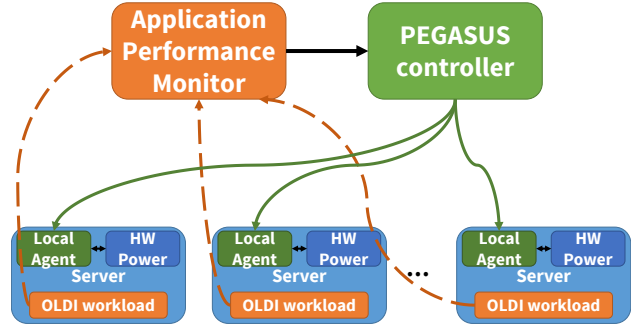 Application
Performance
Monitor
PEGASUS
controller
Local
Agent
HW
Power
Server
OLDI workload
Local
Agent
HW
Power
Server
OLDI workload
...
Local
Agent
HW
Power
Server
OLDI workload